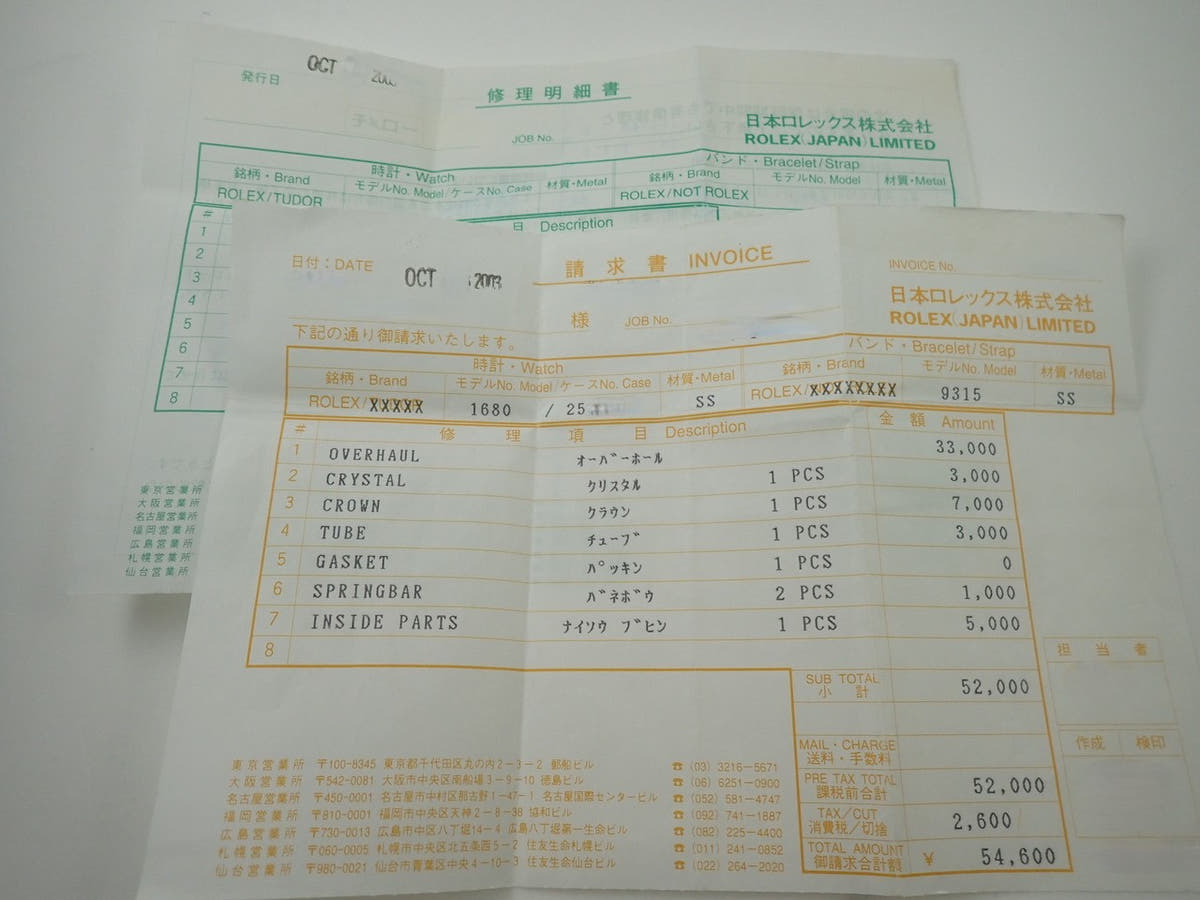 発行日 OCT
修理明細書
JOB No.
日本ロレックス株式会社
ROLEX(JAPAN)LIMITED
時計・Watch バンド・Bracelet/Strap
銘柄・Brand モデルNo. Model/ケースNo. Case 材質・Metal 銘柄・Brand モデルNo. Model 材質・Metal
ROLEX/TUDOR ROLEX/NOT ROLEX
# 目 Description
1
2
3
4
5
6
7
8
東京営業所
大阪営業所
名古屋営業所
福岡営業所
広島営業所
札幌営業所
仙台営業所
日付:DATE OCT 2003
請求書 INVOICE
INVOICE No.
様 JOB No.
日本ロレックス株式会社
ROLEX(JAPAN)LIMITED
下記の通り御請求いたします。
時計・Watch バンド・Bracelet/Strap
銘柄・Brand モデルNo. Model/ケースNo. Case 材質・Metal 銘柄・Brand モデルNo. Model 材質・Metal
ROLEX/XXXXX 1680 / 25 SS ROLEX/XXXXXXXX 9315 SS
# 修理項目 Description 金額 Amount
1 OVERHAUL オーバーホール 33,000
2 CRYSTAL クリスタル 1 PCS 3,000
3 CROWN クラウン 1 PCS 7,000
4 TUBE チューブ 1 PCS 3,000
5 GASKET パッキン 1 PCS 0
6 SPRINGBAR バネボウ 2 PCS 1,000
7 INSIDE PARTS ナイソウ ブヒン 1 PCS 5,000
8
SUB TOTAL
小計 52,000
MAIL・CHARGE
送料・手数料
PRE TAX TOTAL
課税前合計 52,000
TAX/CUT
消費税/切捨 2,600
TOTAL AMOUNT
御請求合計額 ¥ 54,600
担当者
作成 検印
東京営業所 〒100-8345 東京都千代田区丸の内2-3-2 郵船ビル ☎(03)3216-5671
大阪営業所 〒542-0081 大阪市中央区南船場3-9-10 徳島ビル ☎(06)6251-0900
名古屋営業所 〒450-0001 名古屋市中村区那古野1-47-1 名古屋国際センタービル ☎(052)581-4747
福岡営業所 〒810-0001 福岡市中央区天神2-8-38 協和ビル ☎(092)741-1887
広島営業所 〒730-0013 広島市中区八丁堀14-4 広島八丁堀第一生命ビル ☎(082)225-4400
札幌営業所 〒060-0005 札幌市中央区北五条西5-2 住友生命札幌ビル ☎(011)241-0852
仙台営業所 〒980-0021 仙台市青葉区中央4-10-3 住友生命仙台ビル ☎(022)264-2020